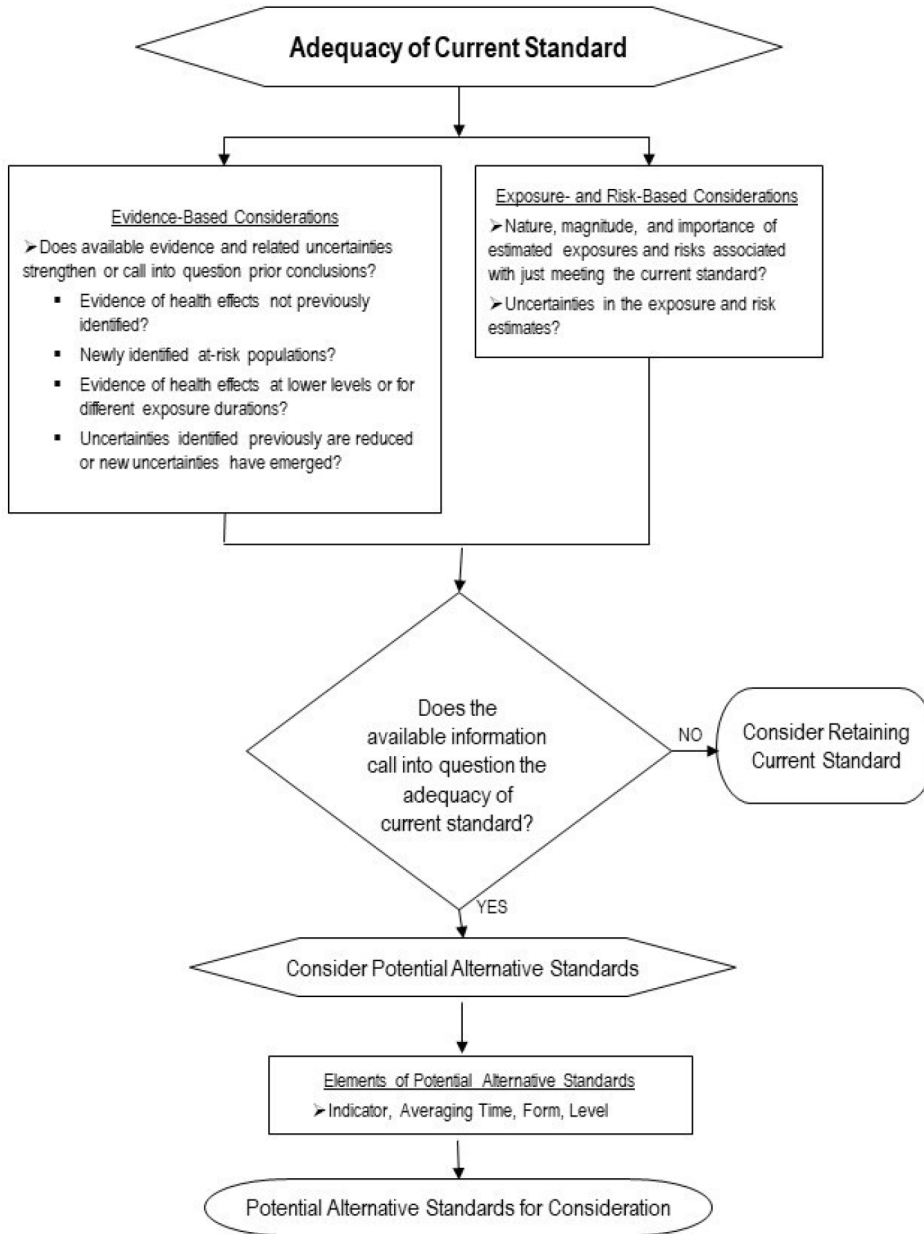 Adequacy of Current Standard
Evidence-Based Considerations
➤Does available evidence and related uncertainties
strengthen or call into question prior conclusions?
▪ Evidence of health effects not previously
identified?
▪ Newly identified at-risk populations?
▪ Evidence of health effects at lower levels or for
different exposure durations?
▪ Uncertainties identified previously are reduced
or new uncertainties have emerged?
Exposure- and Risk-Based Considerations
➤Nature, magnitude, and importance of
estimated exposures and risks associated
with just meeting the current standard?
➤Uncertainties in the exposure and risk
estimates?
Does the
available information
call into question the
adequacy of
current standard?
NO
Consider Retaining
Current Standard
YES
Consider Potential Alternative Standards
Elements of Potential Alternative Standards
➤Indicator, Averaging Time, Form, Level
Potential Alternative Standards for Consideration